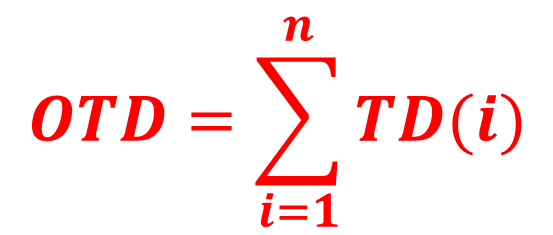 n
OTD = ∑ TD(i)
i=1